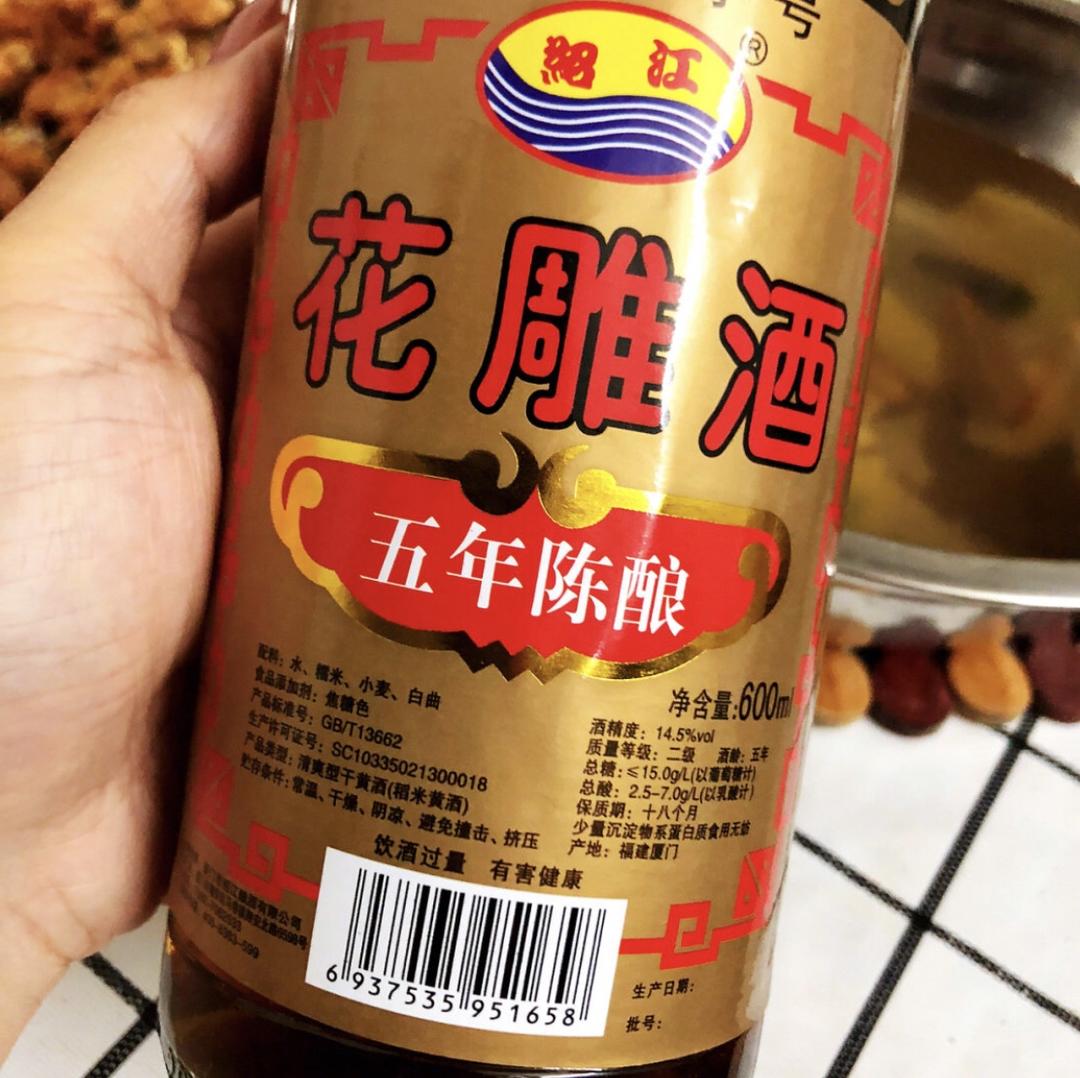 号
紹江®
花雕酒
五年陈酿
配料：水、糯米、小麦、白曲
食品添加剂：焦糖色
产品标准号：GB/T13662
生产许可证号：SC10335021300018
产品类型：清爽型干黄酒(稻米黄酒)
贮存条件：常温、干燥、阴凉、避免撞击、挤压
净含量:600ml
酒精度：14.5%vol
质量等级：二级 酒龄：五年
总糖：≤15.0g/L(以葡萄糖计)
总酸：2.5-7.0g/L(以乳酸计)
保质期：十八个月
少量沉淀物系蛋白质食用无妨
产地：福建厦门
饮酒过量 有害健康
6 937535 951658
生产日期：
批号：